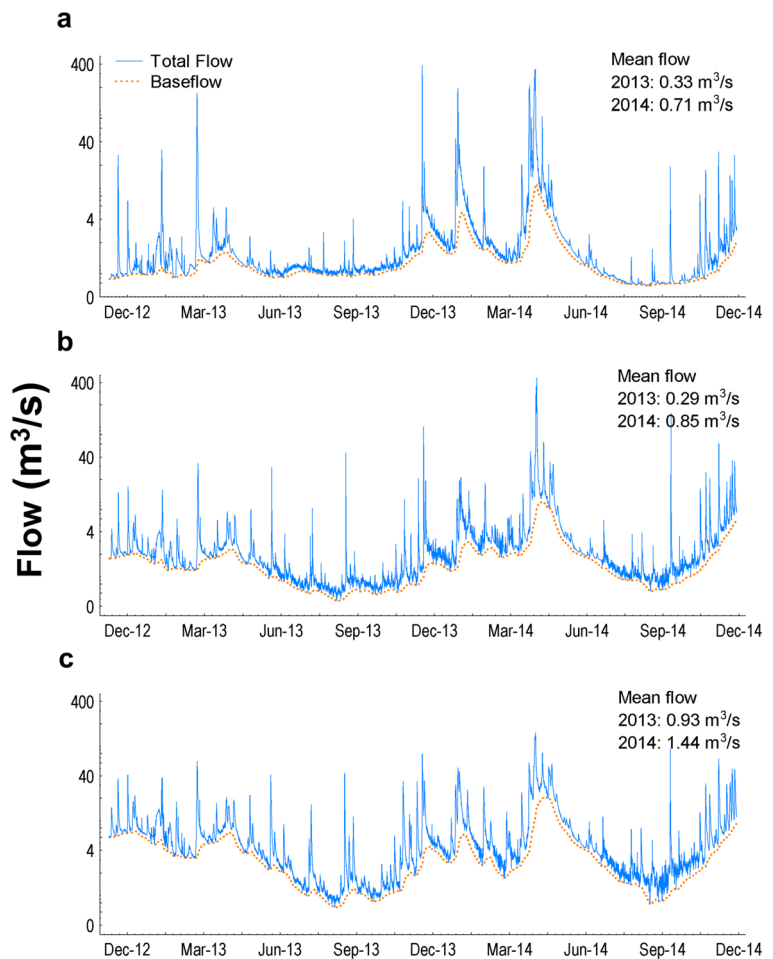 a
Total Flow
Baseflow
Mean flow
2013: 0.33 m³/s
2014: 0.71 m³/s
400
40
4
0
Dec-12 Mar-13 Jun-13 Sep-13 Dec-13 Mar-14 Jun-14 Sep-14 Dec-14
b
Mean flow
2013: 0.29 m³/s
2014: 0.85 m³/s
400
40
4
0
Dec-12 Mar-13 Jun-13 Sep-13 Dec-13 Mar-14 Jun-14 Sep-14 Dec-14
Flow (m³/s)
c
Mean flow
2013: 0.93 m³/s
2014: 1.44 m³/s
400
40
4
0
Dec-12 Mar-13 Jun-13 Sep-13 Dec-13 Mar-14 Jun-14 Sep-14 Dec-14